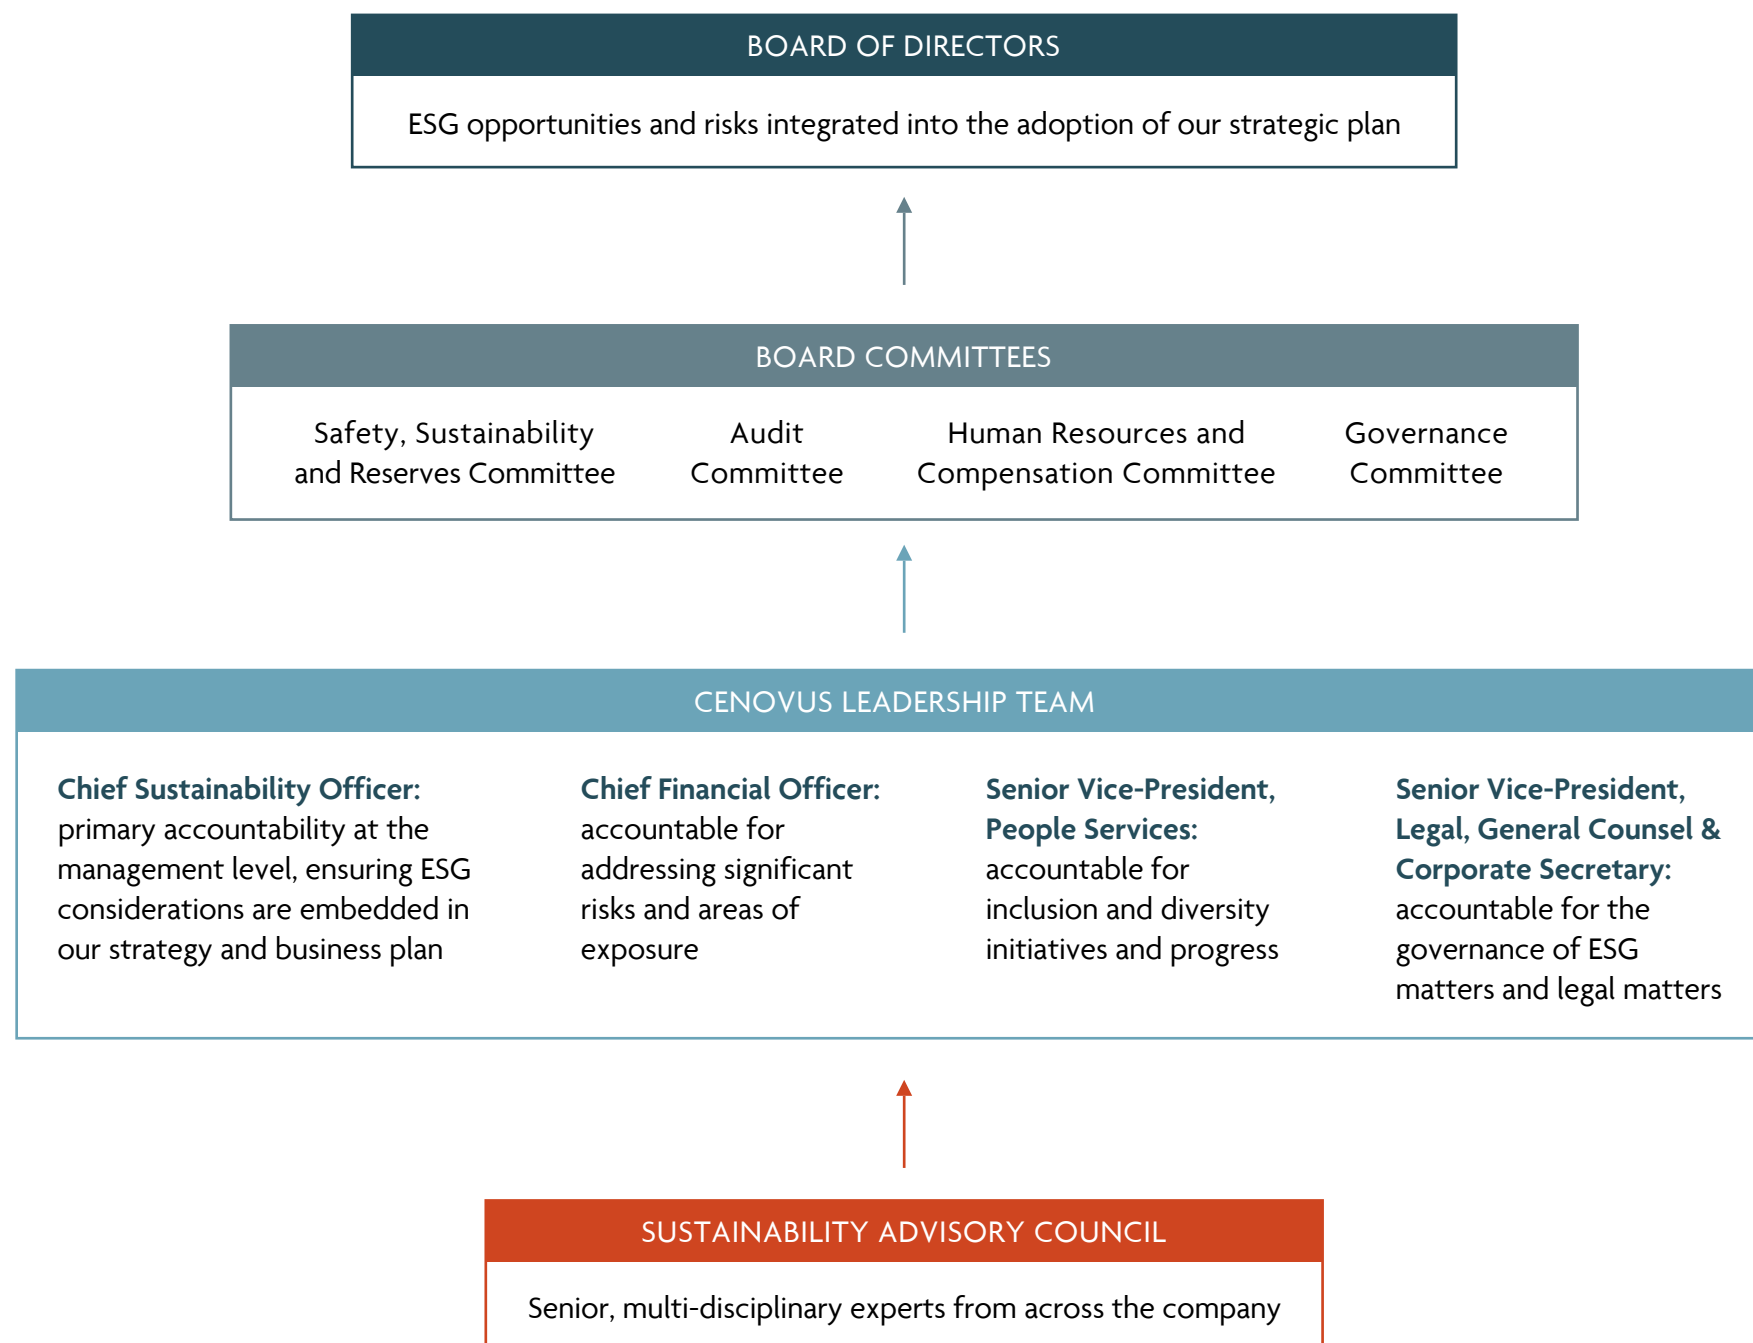 BOARD OF DIRECTORS
ESG opportunities and risks integrated into the adoption of our strategic plan
BOARD COMMITTEES
Safety, Sustainability
and Reserves Committee
Audit
Committee
Human Resources and
Compensation Committee
Governance
Committee
CENOVUS LEADERSHIP TEAM
Chief Sustainability Officer:
primary accountability at the
management level, ensuring ESG
considerations are embedded in
our strategy and business plan
Chief Financial Officer:
accountable for
addressing significant
risks and areas of
exposure
Senior Vice-President,
People Services:
accountable for
inclusion and diversity
initiatives and progress
Senior Vice-President,
Legal, General Counsel &
Corporate Secretary:
accountable for the
governance of ESG
matters and legal matters
SUSTAINABILITY ADVISORY COUNCIL
Senior, multi-disciplinary experts from across the company